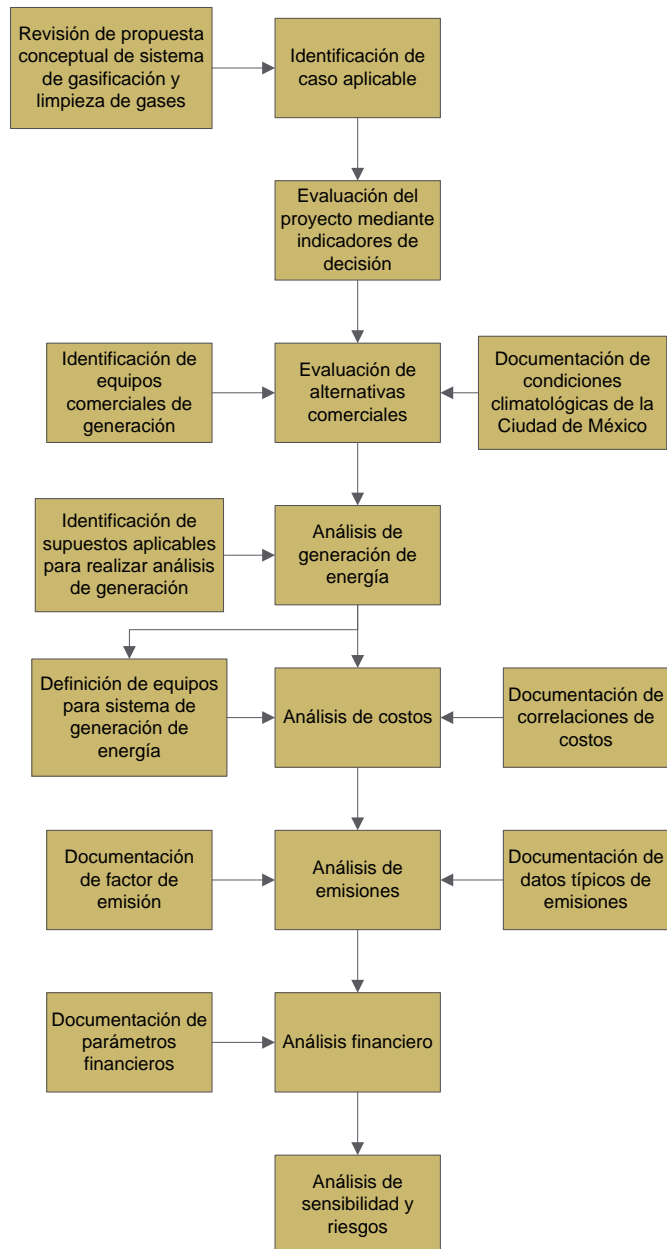 Revisión de propuesta
conceptual de sistema
de gasificación y
limpieza de gases
Identificación de
caso aplicable
Evaluación del
proyecto mediante
indicadores de
decisión
Identificación de
equipos
comerciales de
generación
Evaluación de
alternativas
comerciales
Documentación de
condiciones
climatológicas de la
Ciudad de México
Identificación de
supuestos aplicables
para realizar análisis
de generación
Análisis de
generación de
energía
Definición de equipos
para sistema de
generación de
energía
Análisis de costos
Documentación de
correlaciones de
costos
Documentación
de factor de
emisión
Análisis de
emisiones
Documentación de
datos típicos de
emisiones
Documentación de
parámetros
financieros
Análisis financiero
Análisis de
sensibilidad y
riesgos